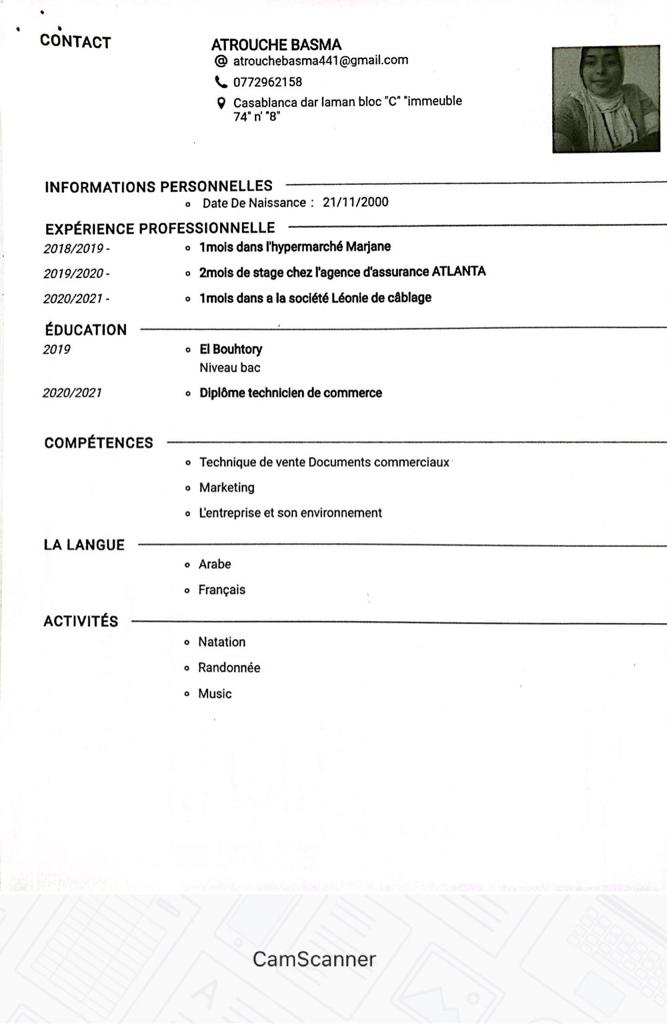 CONTACT
ATROUCHE BASMA
@ atrouchebasma441@gmail.com
0772962158
Casablanca dar laman bloc "C" "immeuble
74" n' "8"
INFORMATIONS PERSONNELLES
Date De Naissance : 21/11/2000
EXPÉRIENCE PROFESSIONNELLE
2018/2019 - 1mois dans l'hypermarché Marjane
2019/2020 - 2mois de stage chez l'agence d'assurance ATLANTA
2020/2021 - 1mois dans a la société Léonie de câblage
ÉDUCATION
2019 El Bouhtory
Niveau bac
2020/2021 Diplôme technicien de commerce
COMPÉTENCES
Technique de vente Documents commerciaux
Marketing
L'entreprise et son environnement
LA LANGUE
Arabe
Français
ACTIVITÉS
Natation
Randonnée
Music
CamScanner